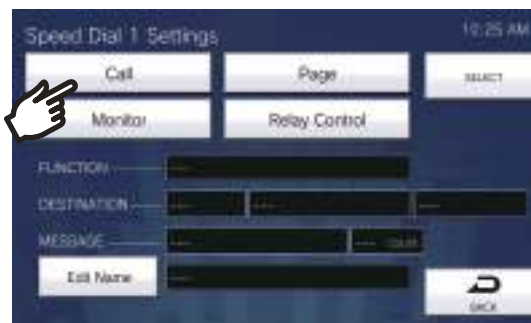 Speed Dial 1 Settings
10:25 AM
Call
Page
SELECT
Monitor
Relay Control
FUNCTION
---
DESTINATION
---
---
---
MESSAGE
---
---
Edit Name
---
BACK